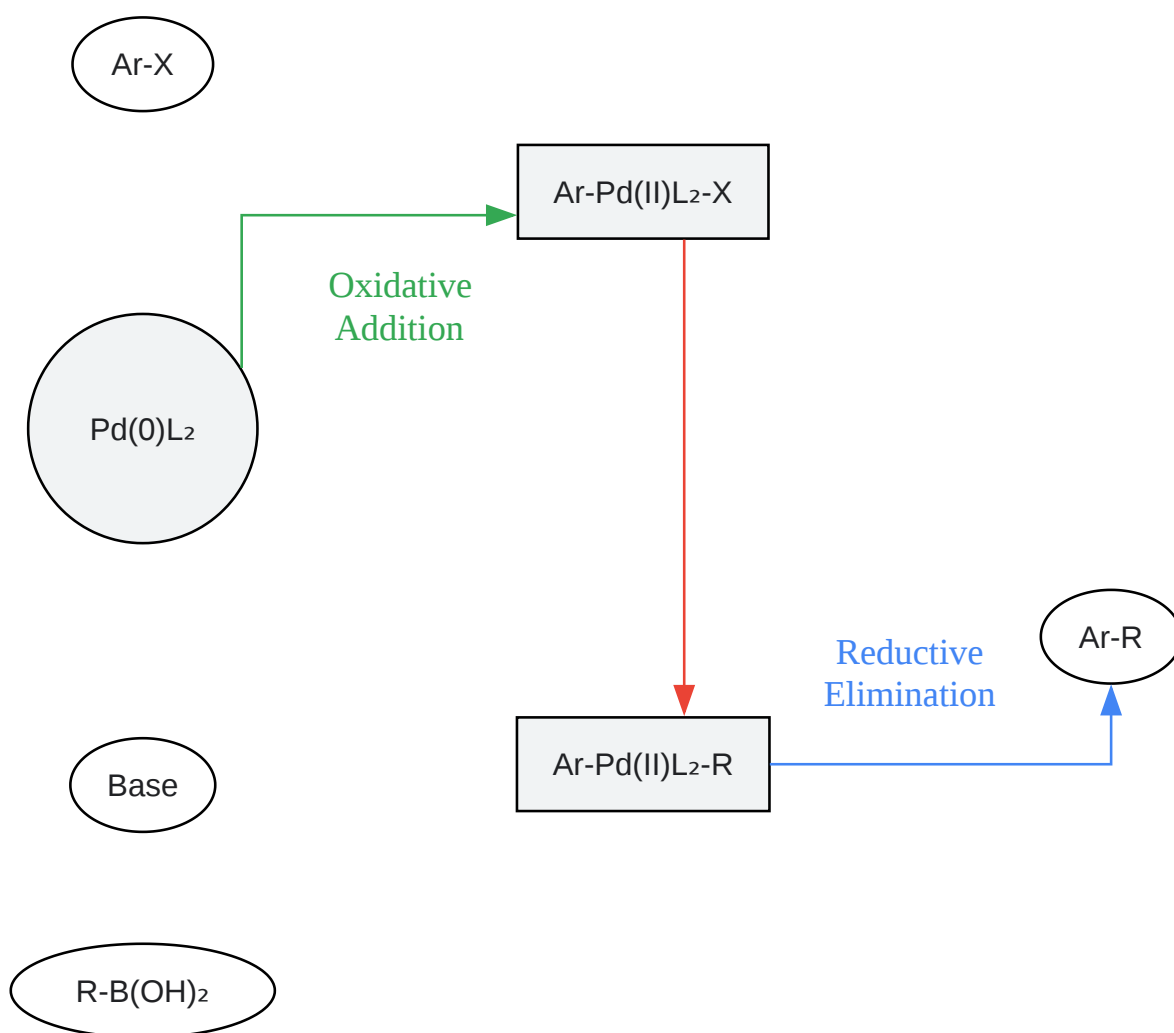 Ar-X
Ar-Pd(II)L₂-X
Oxidative
Addition
Pd(0)L₂
Ar-R
Reductive
Elimination
Ar-Pd(II)L₂-R
Base
R-B(OH)₂